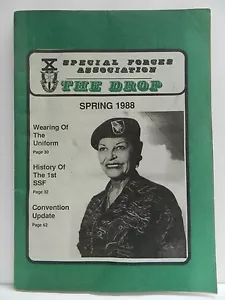 SPECIAL FORCES
ASSOCIATION
THE DROP
SPRING 1988
Wearing Of
The
Uniform
Page 30
History Of
The 1st
SSF
Page 32
Convention
Update
Page 62